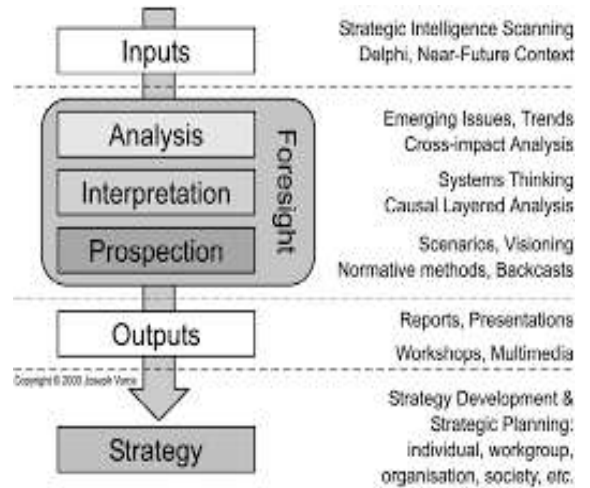 Inputs
Strategic Intelligence Scanning
Delphi, Near-Future Context
Foresight
Analysis
Emerging Issues, Trends
Cross-impact Analysis
Interpretation
Systems Thinking
Causal Layered Analysis
Prospection
Scenarios, Visioning
Normative methods, Backcasts
Outputs
Reports, Presentations
Workshops, Multimedia
Copyright © Joseph
Strategy
Strategy Development &
Strategic Planning:
individual, workgroup,
organisation, society, etc.